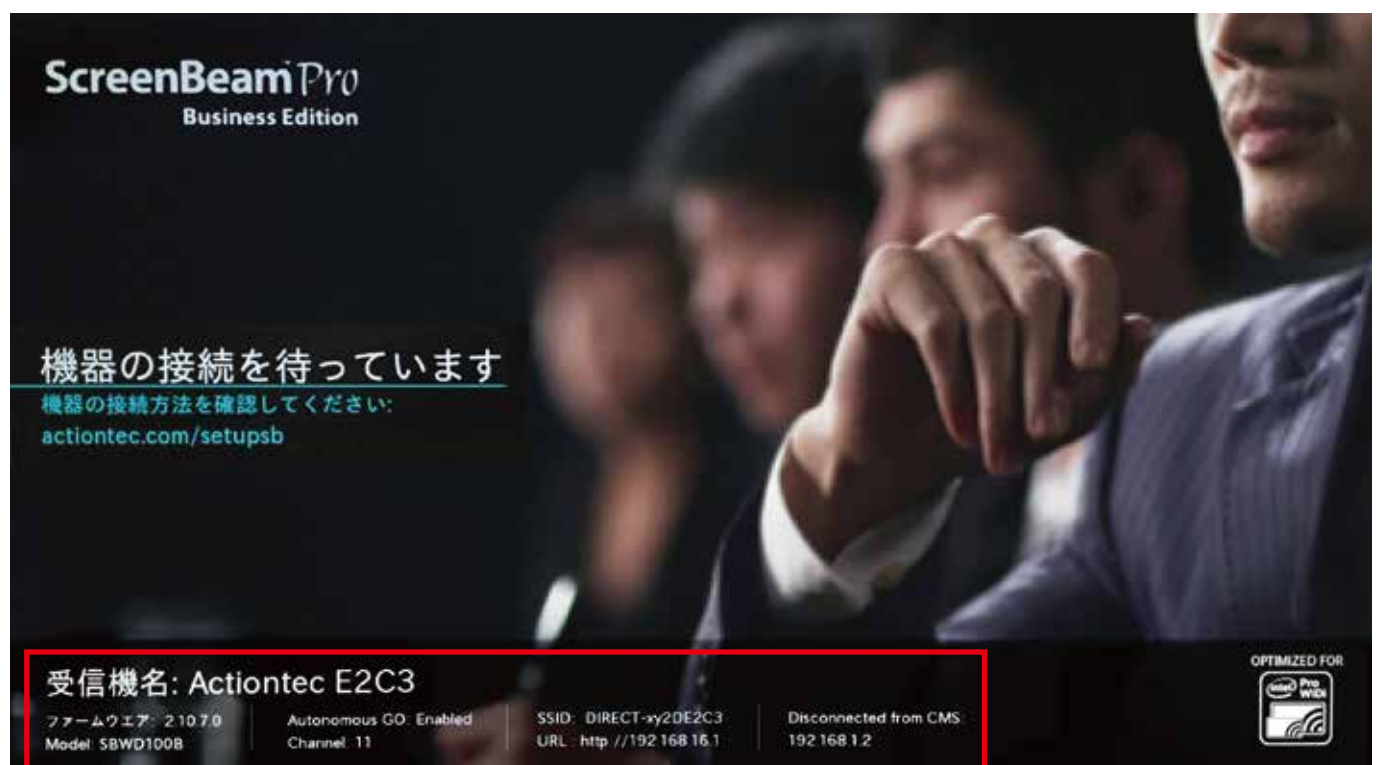 ScreenBeam Pro
Business Edition
機器の接続を待っています
機器の接続方法を確認してください:
actiontec.com/setupsb
受信機名: Actiontec E2C3
ファームウエア: 2.10.7.0
Model: SBWD100B
Autonomous GO: Enabled
Channel: 11
SSID: DIRECT-xy2DE2C3
URL: http://192.168.16.1
Disconnected from CMS:
192.168.1.2
OPTIMIZED FOR
intel Pro
WiDi